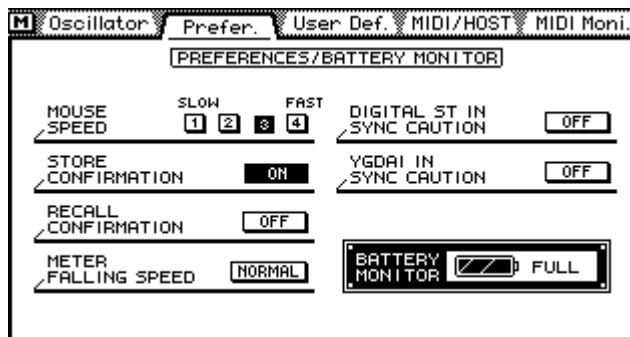 M Oscillator Prefer. User Def. MIDI/HOST MIDI Moni.
PREFERENCES/BATTERY MONITOR
MOUSE
SPEED
SLOW FAST
1 2 3 4
STORE
CONFIRMATION
ON
RECALL
CONFIRMATION
OFF
METER
FALLING SPEED
NORMAL
DIGITAL ST IN
SYNC CAUTION
OFF
YGDAI IN
SYNC CAUTION
OFF
BATTERY
MONITOR
FULL